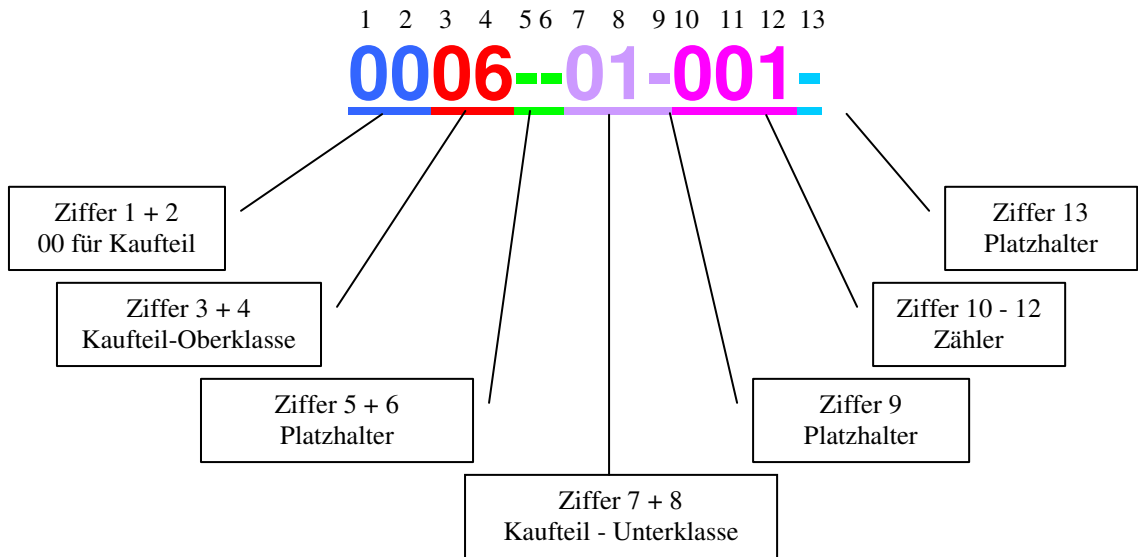 1 2 3 4 5 6 7 8 9 10 11 12 13
0006--01-001-
Ziffer 1 + 2
00 für Kaufteil
Ziffer 13
Platzhalter
Ziffer 3 + 4
Kaufteil-Oberklasse
Ziffer 10 - 12
Zähler
Ziffer 5 + 6
Platzhalter
Ziffer 9
Platzhalter
Ziffer 7 + 8
Kaufteil - Unterklasse